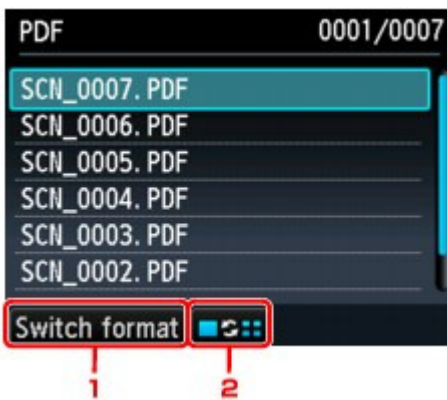 PDF 0001/0007
SCN_0007.PDF
SCN_0006.PDF
SCN_0005.PDF
SCN_0004.PDF
SCN_0003.PDF
SCN_0002.PDF
Switch format
1 2